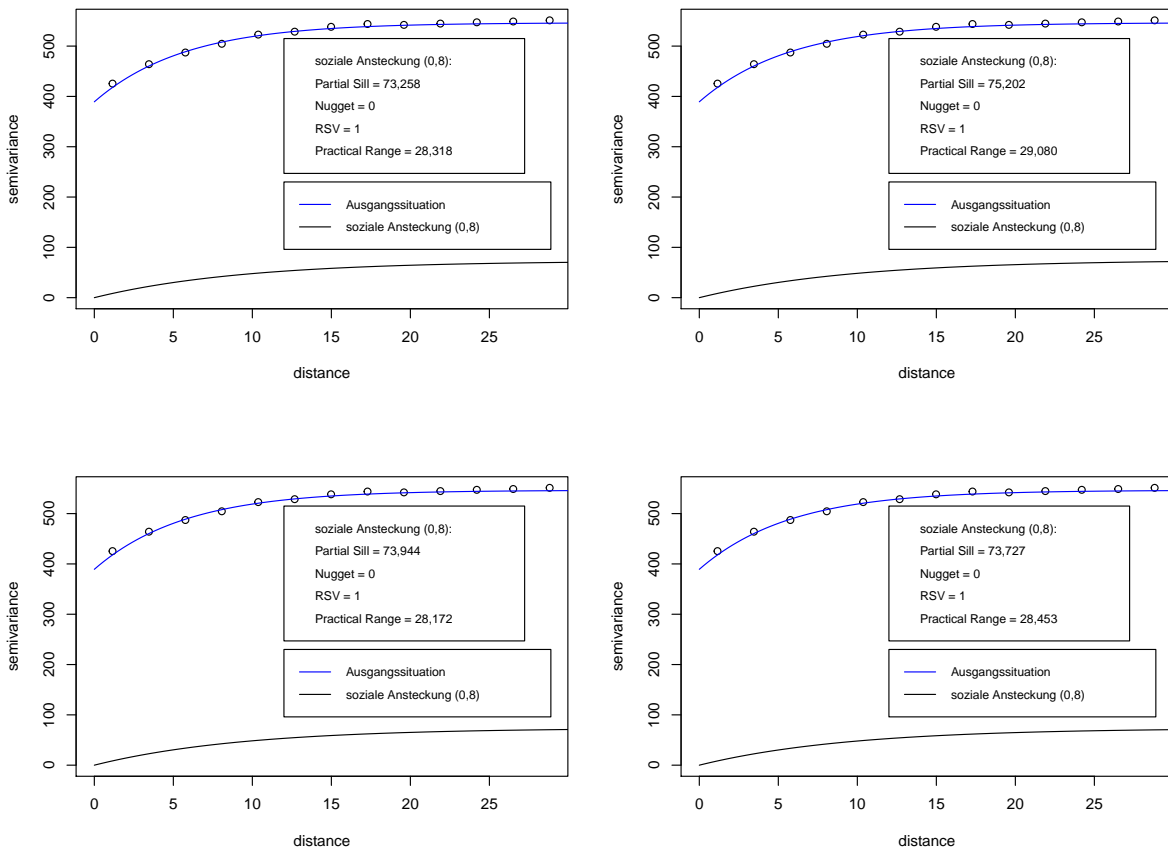 semivariance
500
400
300
200
100
0
soziale Ansteckung (0,8):
Partial Sill = 73,258
Nugget = 0
RSV = 1
Practical Range = 28,318
Ausgangssituation
soziale Ansteckung (0,8)
0 5 10 15 20 25
distance
semivariance
500
400
300
200
100
0
soziale Ansteckung (0,8):
Partial Sill = 75,202
Nugget = 0
RSV = 1
Practical Range = 29,080
Ausgangssituation
soziale Ansteckung (0,8)
0 5 10 15 20 25
distance
semivariance
500
400
300
200
100
0
soziale Ansteckung (0,8):
Partial Sill = 73,944
Nugget = 0
RSV = 1
Practical Range = 28,172
Ausgangssituation
soziale Ansteckung (0,8)
0 5 10 15 20 25
distance
semivariance
500
400
300
200
100
0
soziale Ansteckung (0,8):
Partial Sill = 73,727
Nugget = 0
RSV = 1
Practical Range = 28,453
Ausgangssituation
soziale Ansteckung (0,8)
0 5 10 15 20 25
distance